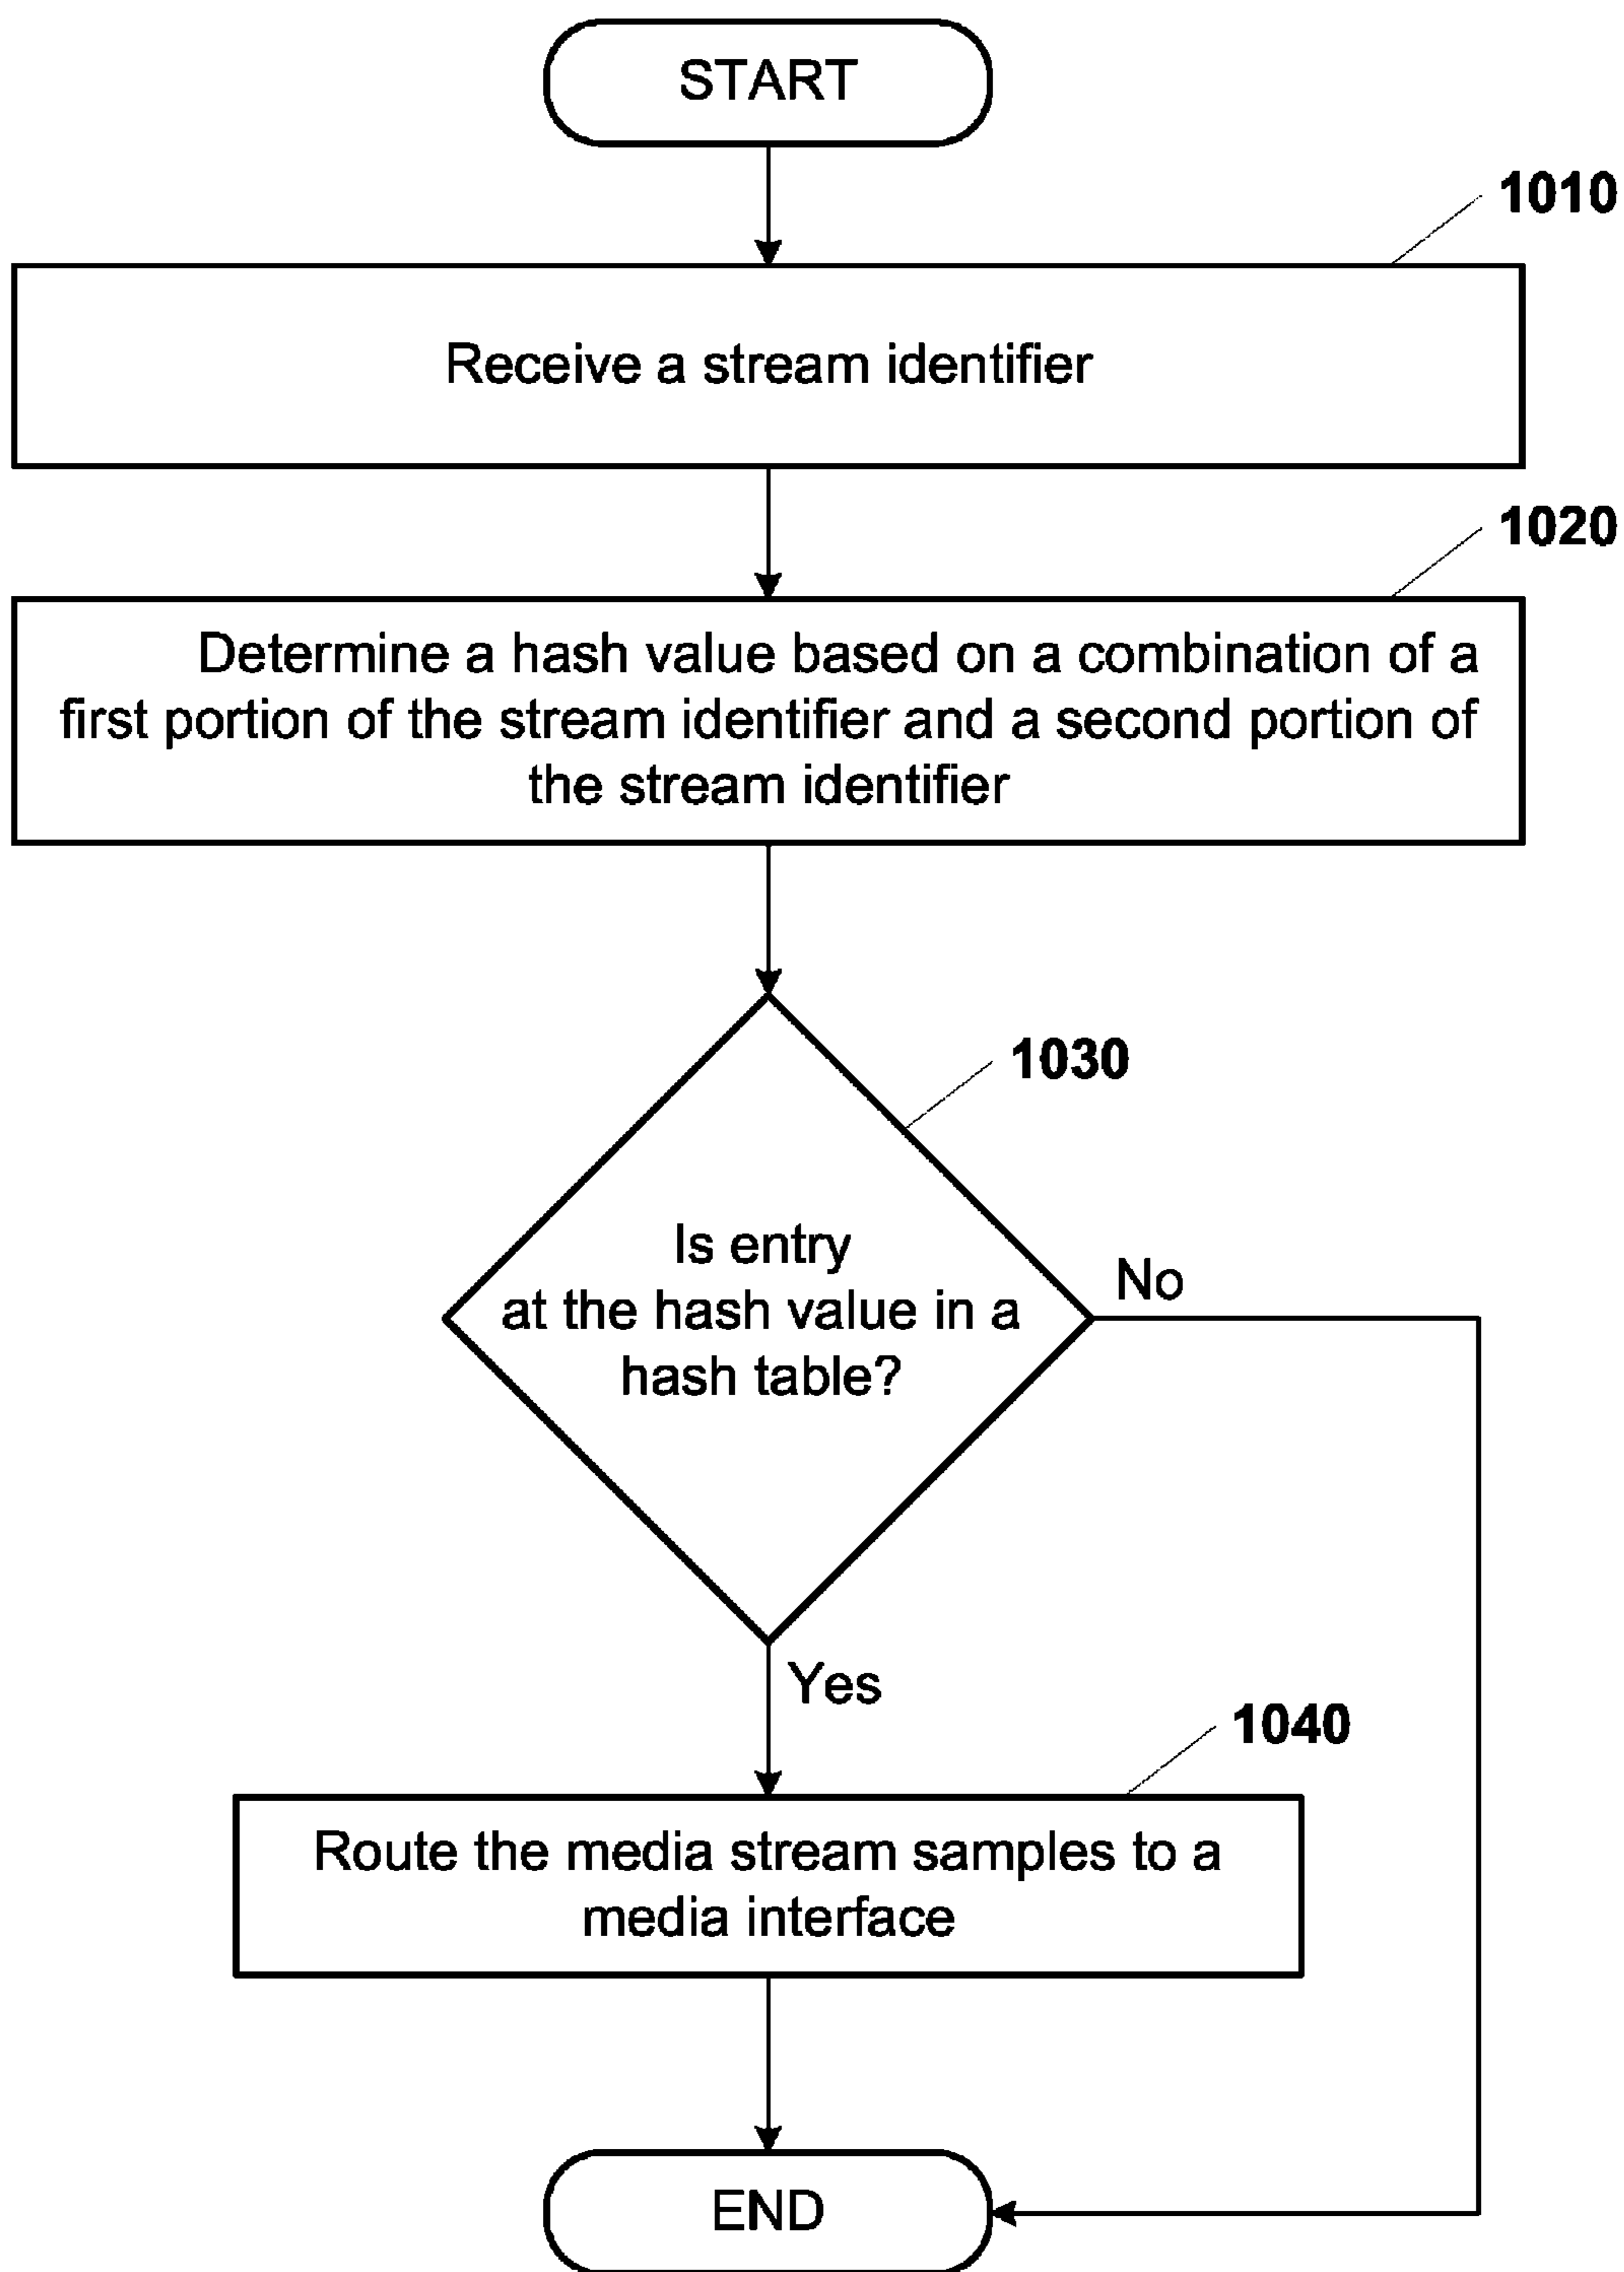 START
1010
Receive a stream identifier
1020
Determine a hash value based on a combination of a
first portion of the stream identifier and a second portion of
the stream identifier
1030
Is entry
at the hash value in a
hash table?
No
Yes
1040
Route the media stream samples to a
media interface
END